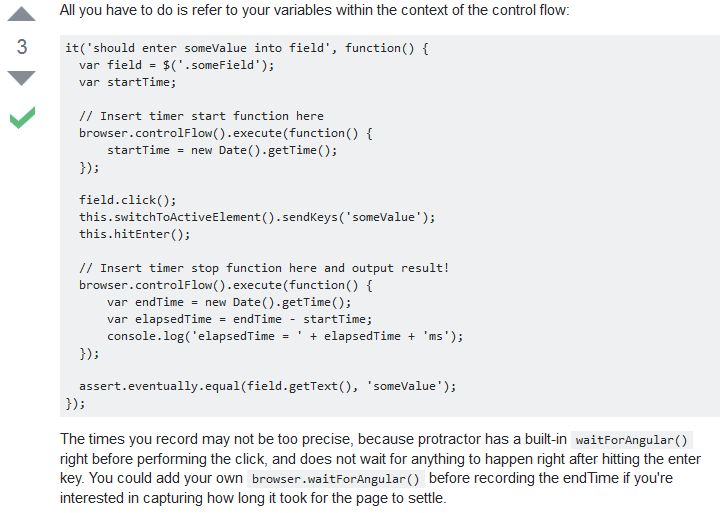 All you have to do is refer to your variables within the context of the control flow:
3
it('should enter someValue into field', function() {
  var field = $('.someField');
  var startTime;

  // Insert timer start function here
  browser.controlFlow().execute(function() {
      startTime = new Date().getTime();
  });

  field.click();
  this.switchToActiveElement().sendKeys('someValue');
  this.hitEnter();

  // Insert timer stop function here and output result!
  browser.controlFlow().execute(function() {
      var endTime = new Date().getTime();
      var elapsedTime = endTime - startTime;
      console.log('elapsedTime = ' + elapsedTime + 'ms');
  });

  assert.eventually.equal(field.getText(), 'someValue');
});
The times you record may not be too precise, because protractor has a built-in waitForAngular()
right before performing the click, and does not wait for anything to happen right after hitting the enter
key. You could add your own browser.waitForAngular() before recording the endTime if you're
interested in capturing how long it took for the page to settle.